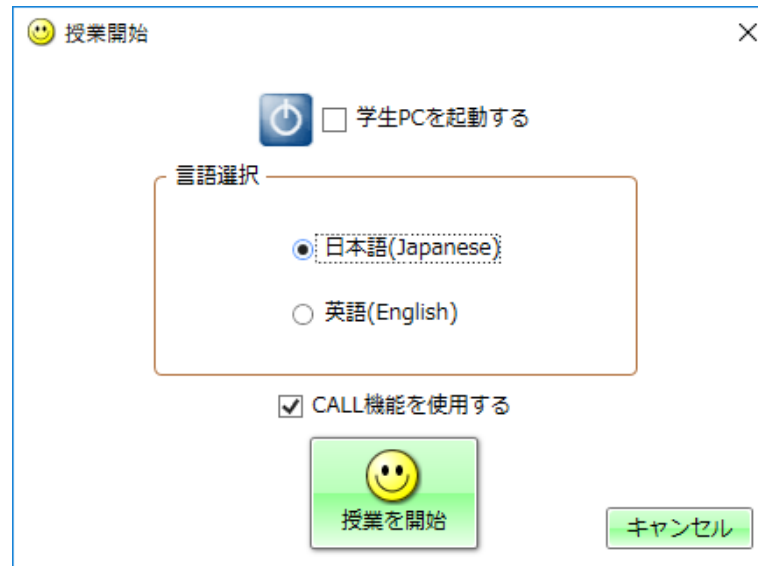 授業開始
学生PCを起動する
言語選択
日本語(Japanese)
英語(English)
CALL機能を使用する
授業を開始
キャンセル